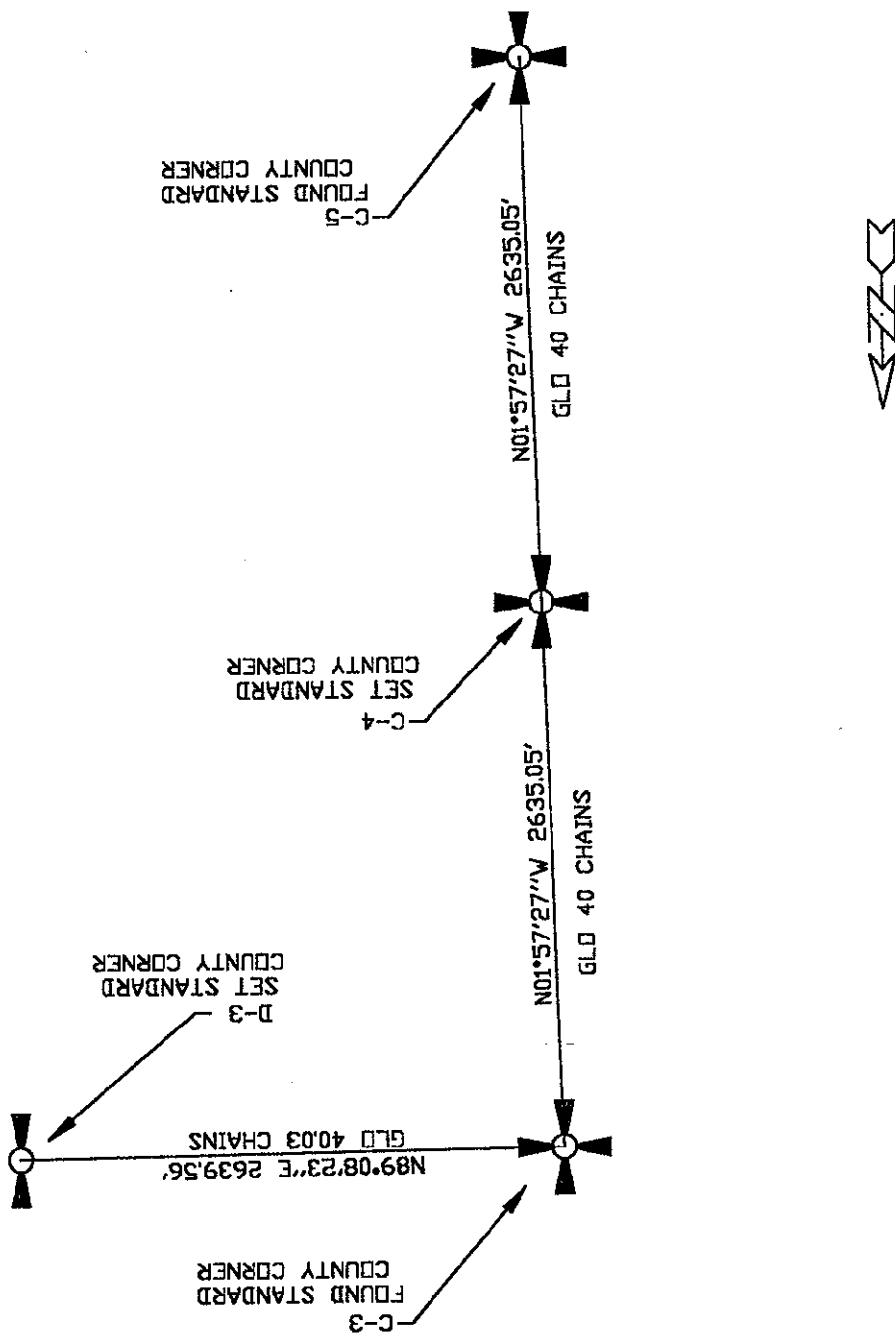 C-5
FOUND STANDARD
COUNTY CORNER
N01°57'27"W 2635.05'
GLO 40 CHAINS
C-4
SET STANDARD
COUNTY CORNER
N01°57'27"W 2635.05'
GLO 40 CHAINS
D-3
SET STANDARD
COUNTY CORNER
N89°08'23"E 2639.56'
GLO 40.03 CHAINS
C-3
FOUND STANDARD
COUNTY CORNER
N